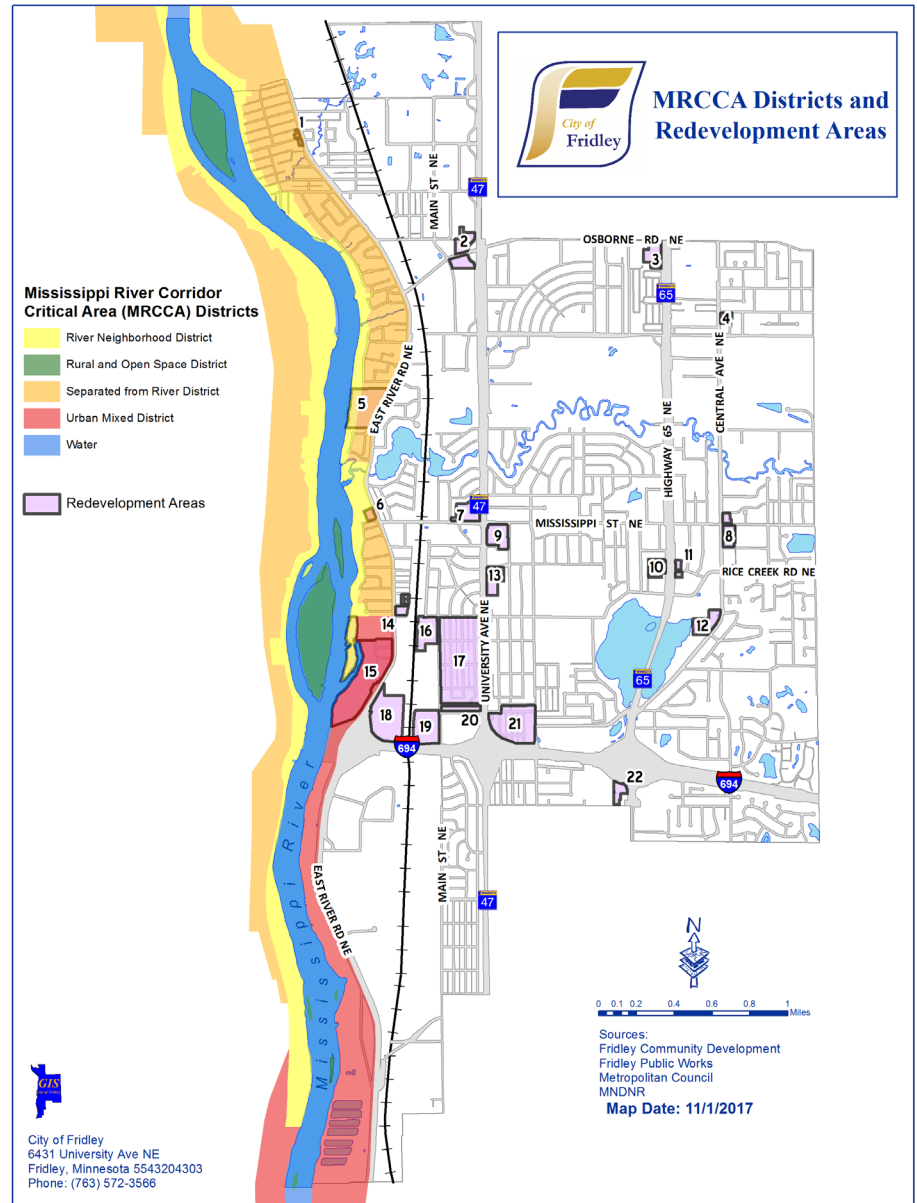 MRCCA Districts and
Redevelopment Areas
City of
Fridley
Mississippi River Corridor
Critical Area (MRCCA) Districts
River Neighborhood District
Rural and Open Space District
Separated from River District
Urban Mixed District
Water
Redevelopment Areas
1
MAIN ST NE
47
2
OSBORNE RD NE
3
65
4
CENTRAL AVE NE
EAST RIVER RD NE
5
HIGHWAY 65 NE
6
7
47
9
MISSISSIPPI ST NE
8
10
11
RICE CREEK RD NE
13
UNIVERSITY AVE NE
12
14
16
17
15
65
18
19
20
21
694
22
694
Mississippi River
MAIN ST NE
EAST RIVER RD NE
47
Mississippi
N
0 0.1 0.2 0.4 0.6 0.8 1
Miles
Sources:
Fridley Community Development
Fridley Public Works
Metropolitan Council
MNDNR
Map Date: 11/1/2017
GIS
City of Fridley
6431 University Ave NE
Fridley, Minnesota 5543204303
Phone: (763) 572-3566